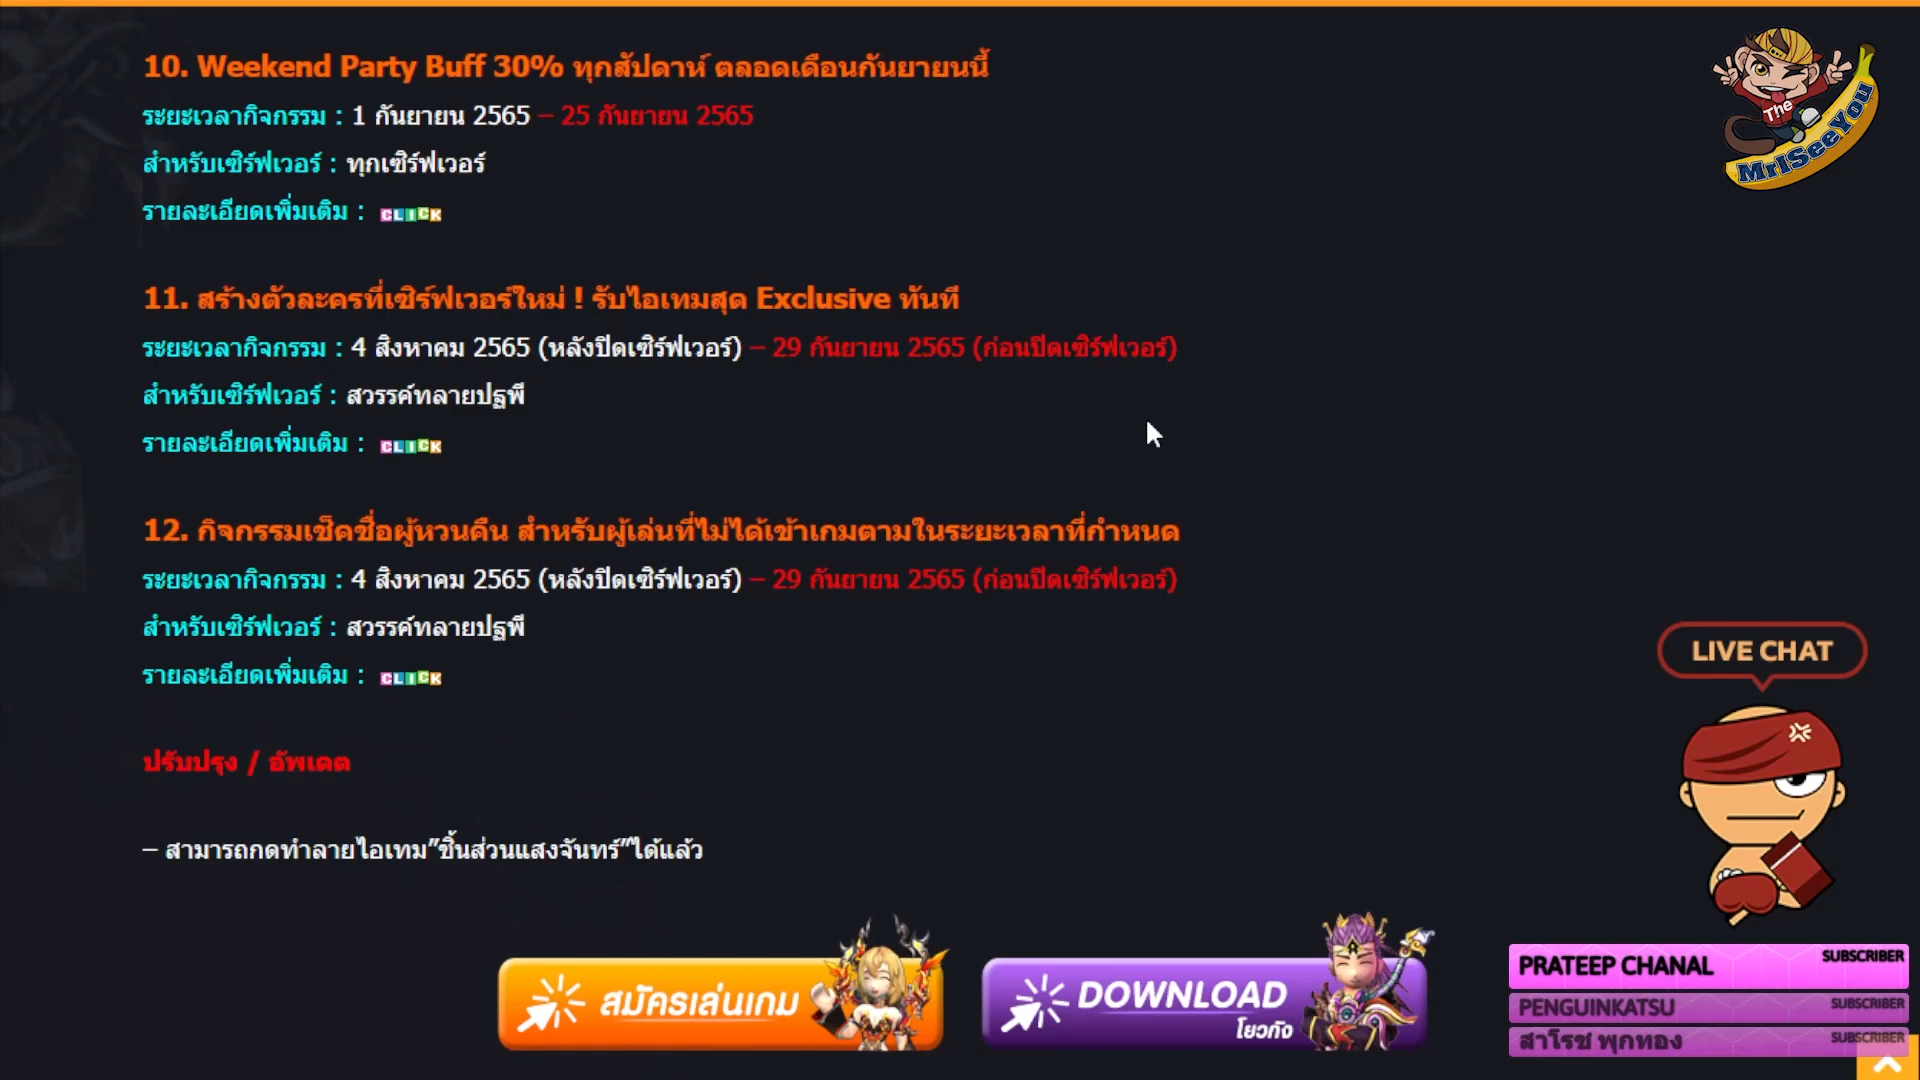 10. Weekend Party Buff 30% ทุกสัปดาห์ ตลอดเดือนกันยายนนี้
ระยะเวลากิจกรรม : 1 กันยายน 2565 – 25 กันยายน 2565
สำหรับเซิร์ฟเวอร์ : ทุกเซิร์ฟเวอร์
รายละเอียดเพิ่มเติม : CLICK
11. สร้างตัวละครที่เซิร์ฟเวอร์ใหม่ ! รับไอเทมสุด Exclusive ทันที
ระยะเวลากิจกรรม : 4 สิงหาคม 2565 (หลังปิดเซิร์ฟเวอร์) – 29 กันยายน 2565 (ก่อนปิดเซิร์ฟเวอร์)
สำหรับเซิร์ฟเวอร์ : สวรรค์ทลายปฐพี
รายละเอียดเพิ่มเติม : CLICK
12. กิจกรรมเช็คชื่อผู้หวนคืน สำหรับผู้เล่นที่ไม่ได้เข้าเกมตามในระยะเวลาที่กำหนด
ระยะเวลากิจกรรม : 4 สิงหาคม 2565 (หลังปิดเซิร์ฟเวอร์) – 29 กันยายน 2565 (ก่อนปิดเซิร์ฟเวอร์)
สำหรับเซิร์ฟเวอร์ : สวรรค์ทลายปฐพี
รายละเอียดเพิ่มเติม : CLICK
ปรับปรุง / อัพเดต
– สามารถกดทำลายไอเทม”ชิ้นส่วนแสงจันทร์”ได้แล้ว
สมัครเล่นเกม
DOWNLOAD
โยวกัง
The
MrISeeYou
LIVE CHAT
PRATEEP CHANAL SUBSCRIBER
PENGUINKATSU SUBSCRIBER
สาโรช พุกทอง SUBSCRIBER